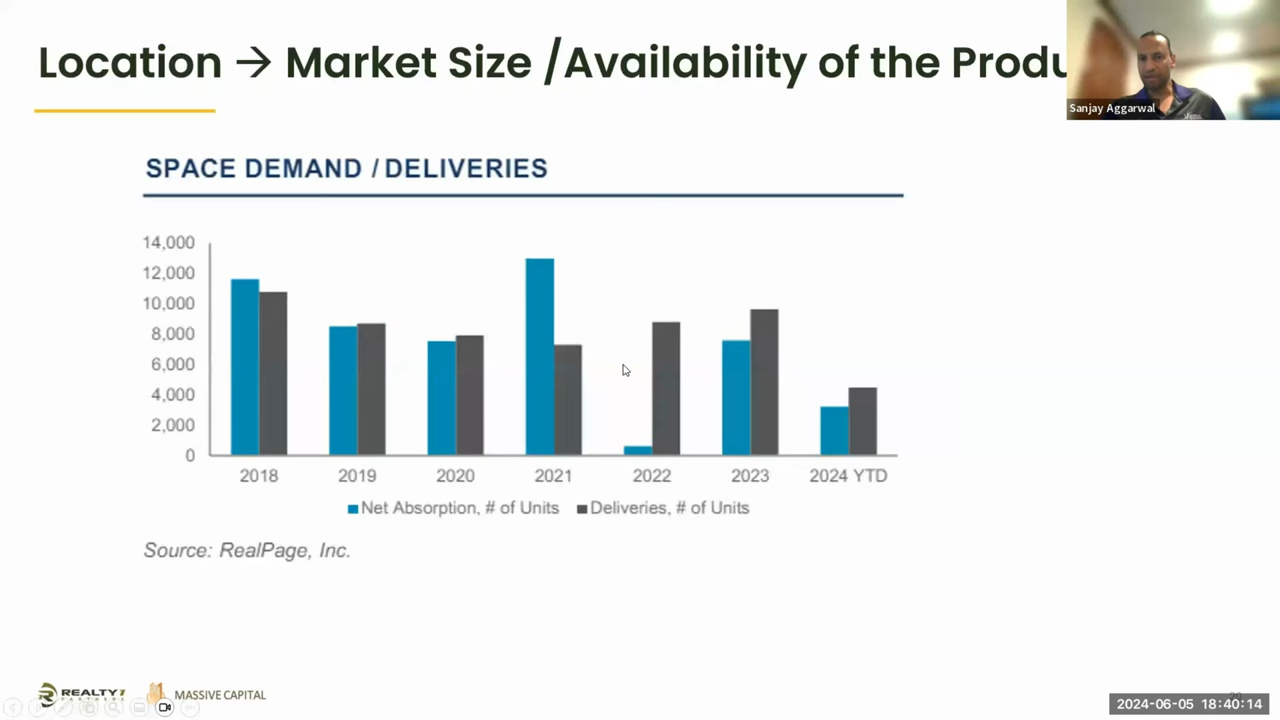 Location → Market Size /Availability of the Produ
Sanjay Aggarwal
SPACE DEMAND / DELIVERIES
14,000
12,000
10,000
8,000
6,000
4,000
2,000
0
2018 2019 2020 2021 2022 2023 2024 YTD
Net Absorption, # of Units Deliveries, # of Units
Source: RealPage, Inc.
REALTY1 MASSIVE CAPITAL
2024-06-05 18:40:14